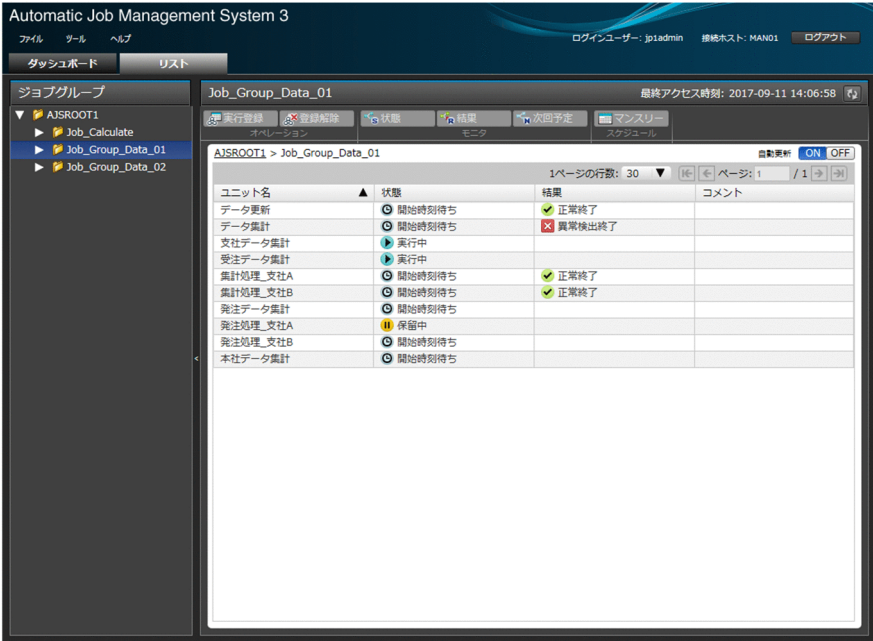 Automatic Job Management System 3
ファイル ツール ヘルプ
ログインユーザー: jp1admin 接続ホスト: MAN01 ログアウト
ダッシュボード リスト
ジョブグループ
AJSROOT1
Job_Calculate
Job_Group_Data_01
Job_Group_Data_02
Job_Group_Data_01 最終アクセス時刻: 2017-09-11 14:06:58
実行登録 登録解除 状態 結果 次回予定 マンスリー
オペレーション モニタ スケジュール
AJSROOT1 > Job_Group_Data_01 自動更新 ON OFF
1ページの行数: 30 ページ: 1 / 1
ユニット名 状態 結果 コメント
データ更新 開始時刻待ち 正常終了
データ集計 開始時刻待ち 異常検出終了
支社データ集計 実行中
受注データ集計 実行中
集計処理_支社A 開始時刻待ち 正常終了
集計処理_支社B 開始時刻待ち 正常終了
発注データ集計 開始時刻待ち
発注処理_支社A 保留中
発注処理_支社B 開始時刻待ち
本社データ集計 開始時刻待ち